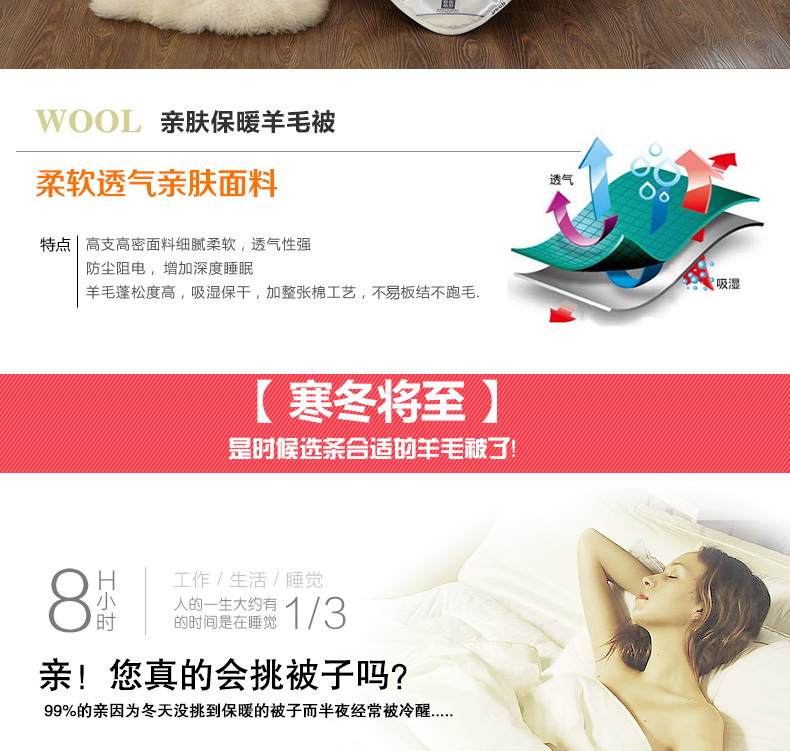 WOOL 亲肤保暖羊毛被
柔软透气亲肤面料
特点
高支高密面料细腻柔软，透气性强
防尘阻电，增加深度睡眠
羊毛蓬松度高，吸湿保干，加整张棉工艺，不易板结不跑毛.
透气
吸湿
【寒冬将至】
是时候选条合适的羊毛被了!
8H小时
工作 / 生活 / 睡觉
人的一生大约有
的时间是在睡觉
1/3
亲！您真的会挑被子吗?
99%的亲因为冬天没挑到保暖的被子而半夜经常被冷醒.....